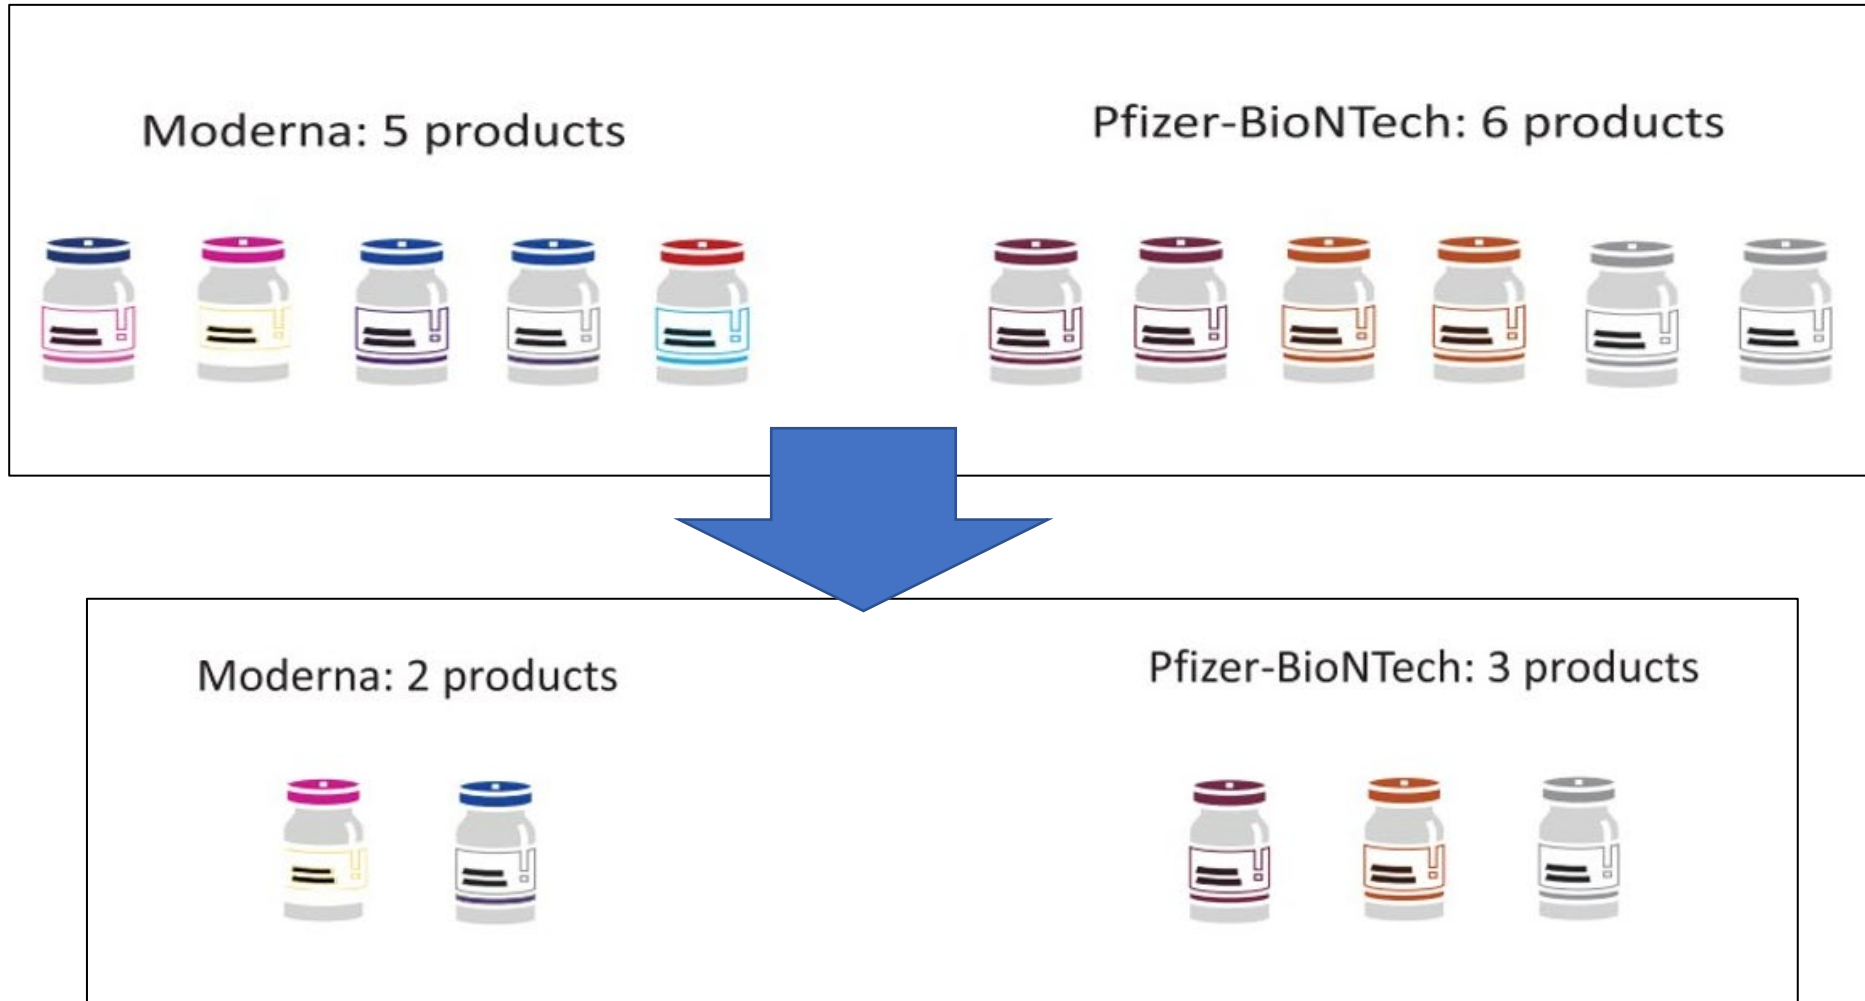 Moderna: 5 products
Pfizer-BioNTech: 6 products
Moderna: 2 products
Pfizer-BioNTech: 3 products